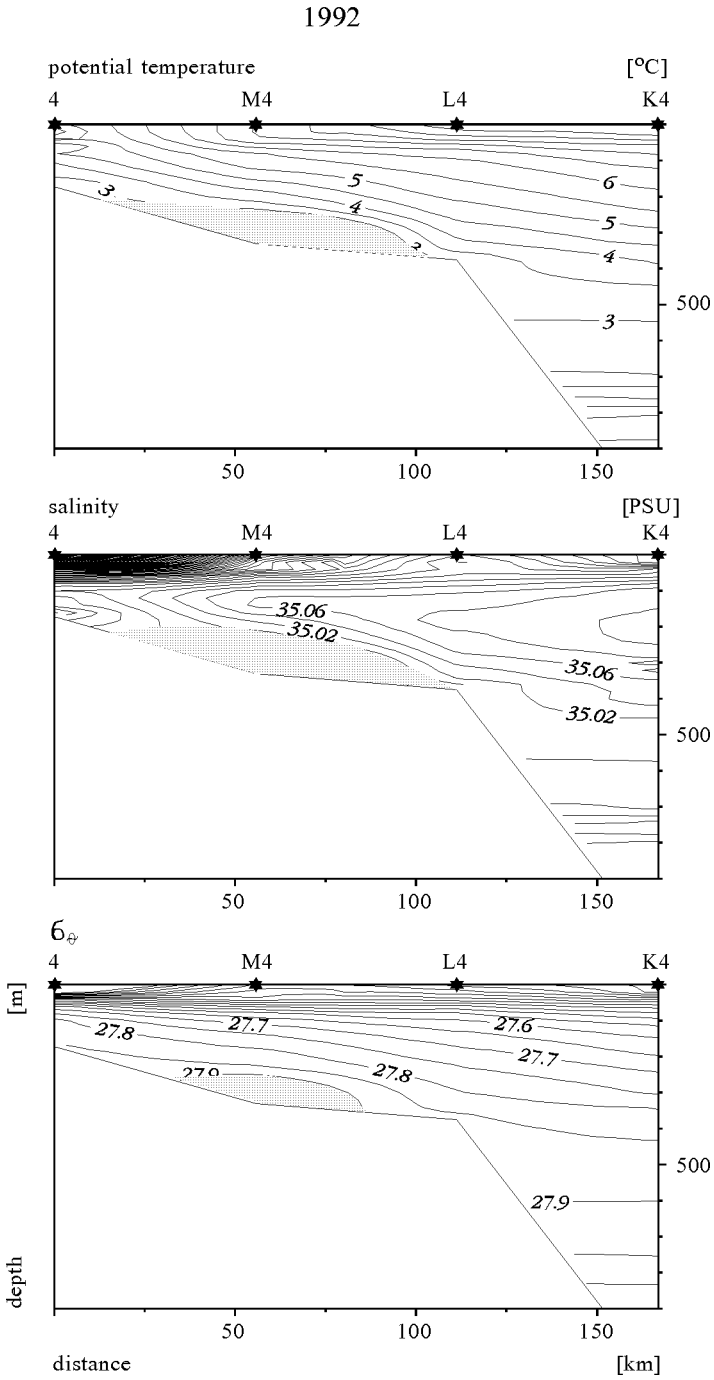 1992
potential temperature [°C]
4 M4 L4 K4
3 5 6
4 5
3 4
500
3
50 100 150
salinity [PSU]
4 M4 L4 K4
35.06
35.02
35.06
35.02
500
50 100 150
σ
4 M4 L4 K4
[m]
27.8 27.7 27.6
27.7
27.9 27.8
500
27.9
depth
50 100 150
distance [km]